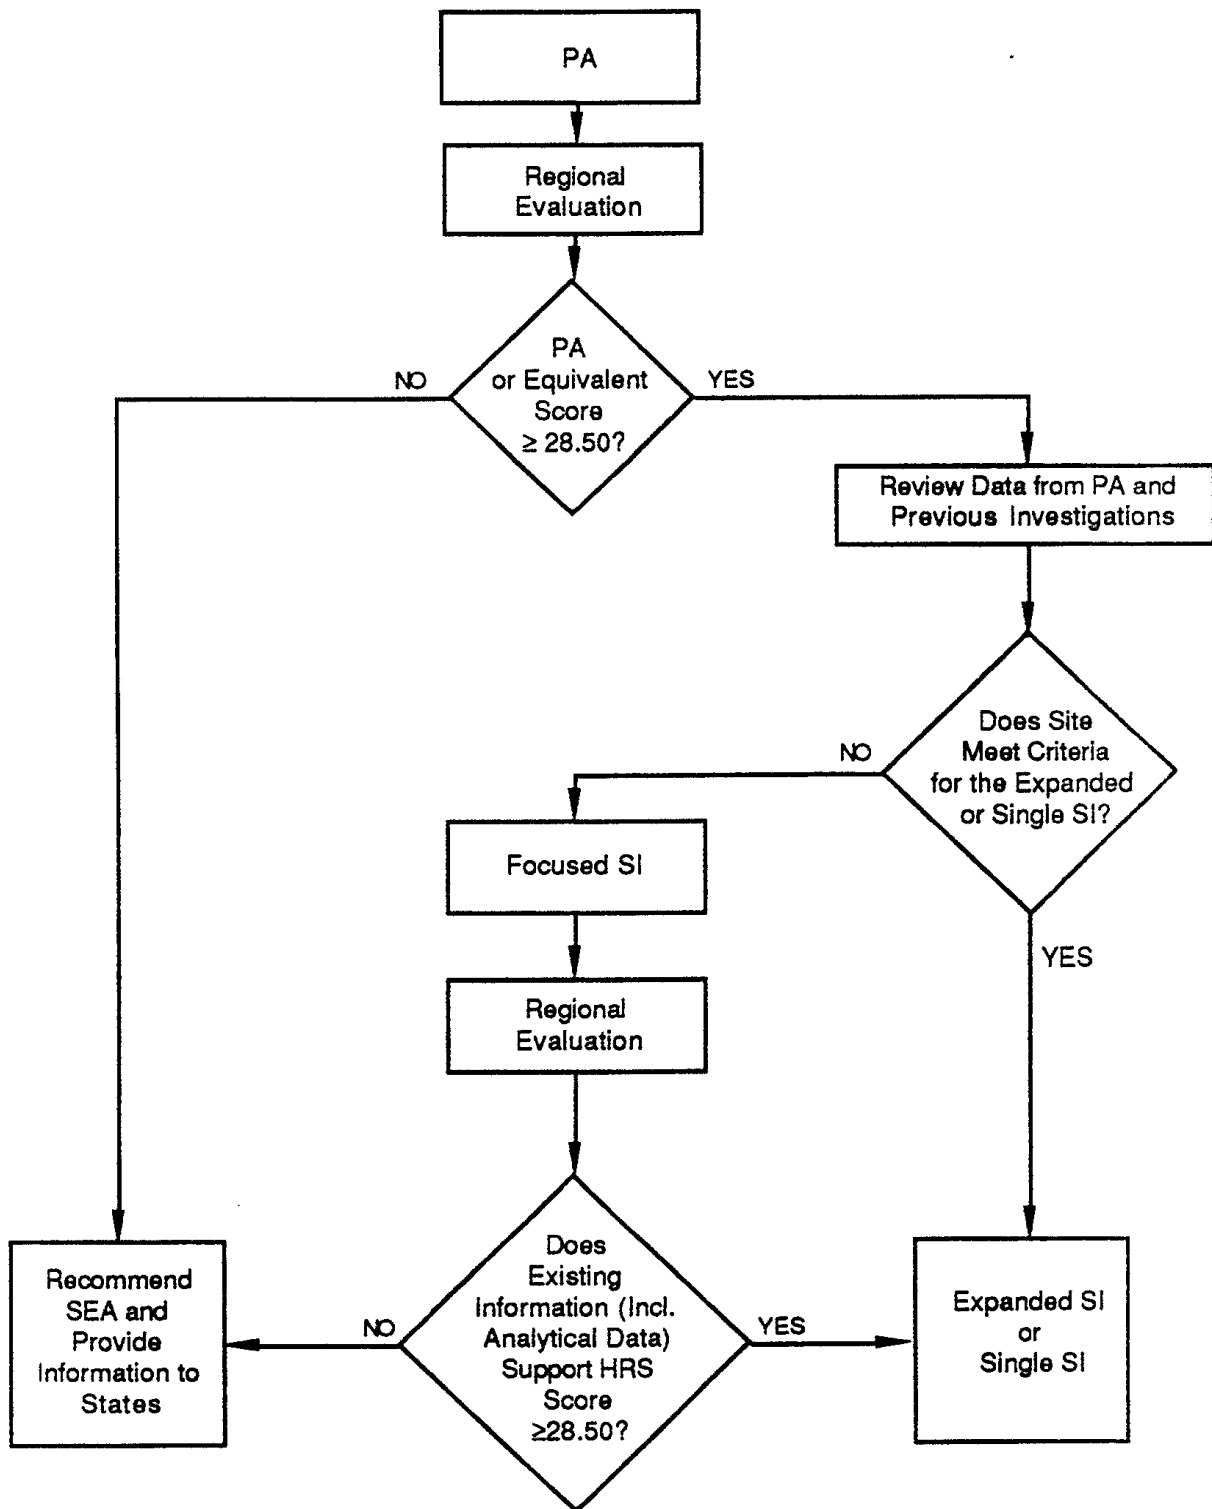 PA
Regional
Evaluation
PA
or Equivalent
Score
≥ 28.50?
NO
YES
Review Data from PA and
Previous Investigations
Does Site
Meet Criteria
for the Expanded
or Single SI?
NO
YES
Focused SI
Regional
Evaluation
Does
Existing
Information (Incl.
Analytical Data)
Support HRS
Score
≥28.50?
NO
YES
Recommend
SEA and
Provide
Information to
States
Expanded SI
or
Single SI